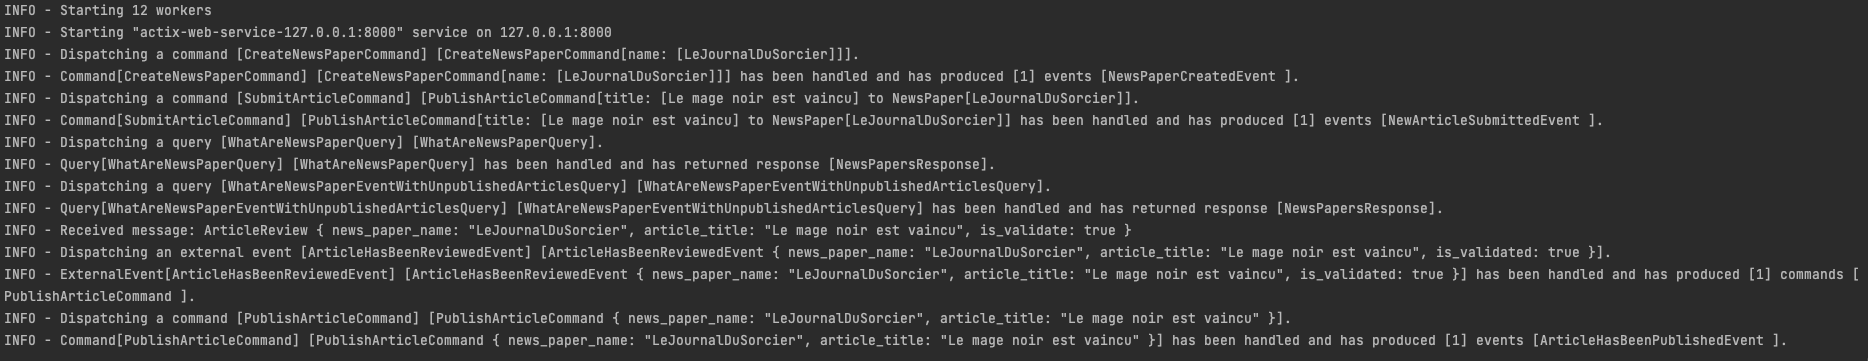 INFO - Starting 12 workers
INFO - Starting "actix-web-service-127.0.0.1:8000" service on 127.0.0.1:8000
INFO - Dispatching a command [CreateNewsPaperCommand] [CreateNewsPaperCommand[name: [LeJournalDuSorcier]]].
INFO - Command[CreateNewsPaperCommand] [CreateNewsPaperCommand[name: [LeJournalDuSorcier]]] has been handled and has produced [1] events [NewsPaperCreatedEvent ].
INFO - Dispatching a command [SubmitArticleCommand] [PublishArticleCommand[title: [Le mage noir est vaincu] to NewsPaper[LeJournalDuSorcier]].
INFO - Command[SubmitArticleCommand] [PublishArticleCommand[title: [Le mage noir est vaincu] to NewsPaper[LeJournalDuSorcier]] has been handled and has produced [1] events [NewArticleSubmittedEvent ].
INFO - Dispatching a query [WhatAreNewsPaperQuery] [WhatAreNewsPaperQuery].
INFO - Query[WhatAreNewsPaperQuery] [WhatAreNewsPaperQuery] has been handled and has returned response [NewsPapersResponse].
INFO - Dispatching a query [WhatAreNewsPaperEventWithUnpublishedArticlesQuery] [WhatAreNewsPaperEventWithUnpublishedArticlesQuery].
INFO - Query[WhatAreNewsPaperEventWithUnpublishedArticlesQuery] [WhatAreNewsPaperEventWithUnpublishedArticlesQuery] has been handled and has returned response [NewsPapersResponse].
INFO - Received message: ArticleReview { news_paper_name: "LeJournalDuSorcier", article_title: "Le mage noir est vaincu", is_validate: true }
INFO - Dispatching an external event [ArticleHasBeenReviewedEvent] [ArticleHasBeenReviewedEvent { news_paper_name: "LeJournalDuSorcier", article_title: "Le mage noir est vaincu", is_validated: true }].
INFO - ExternalEvent[ArticleHasBeenReviewedEvent] [ArticleHasBeenReviewedEvent { news_paper_name: "LeJournalDuSorcier", article_title: "Le mage noir est vaincu", is_validated: true }] has been handled and has produced [1] commands [
PublishArticleCommand ].
INFO - Dispatching a command [PublishArticleCommand] [PublishArticleCommand { news_paper_name: "LeJournalDuSorcier", article_title: "Le mage noir est vaincu" }].
INFO - Command[PublishArticleCommand] [PublishArticleCommand { news_paper_name: "LeJournalDuSorcier", article_title: "Le mage noir est vaincu" }] has been handled and has produced [1] events [ArticleHasBeenPublishedEvent ].